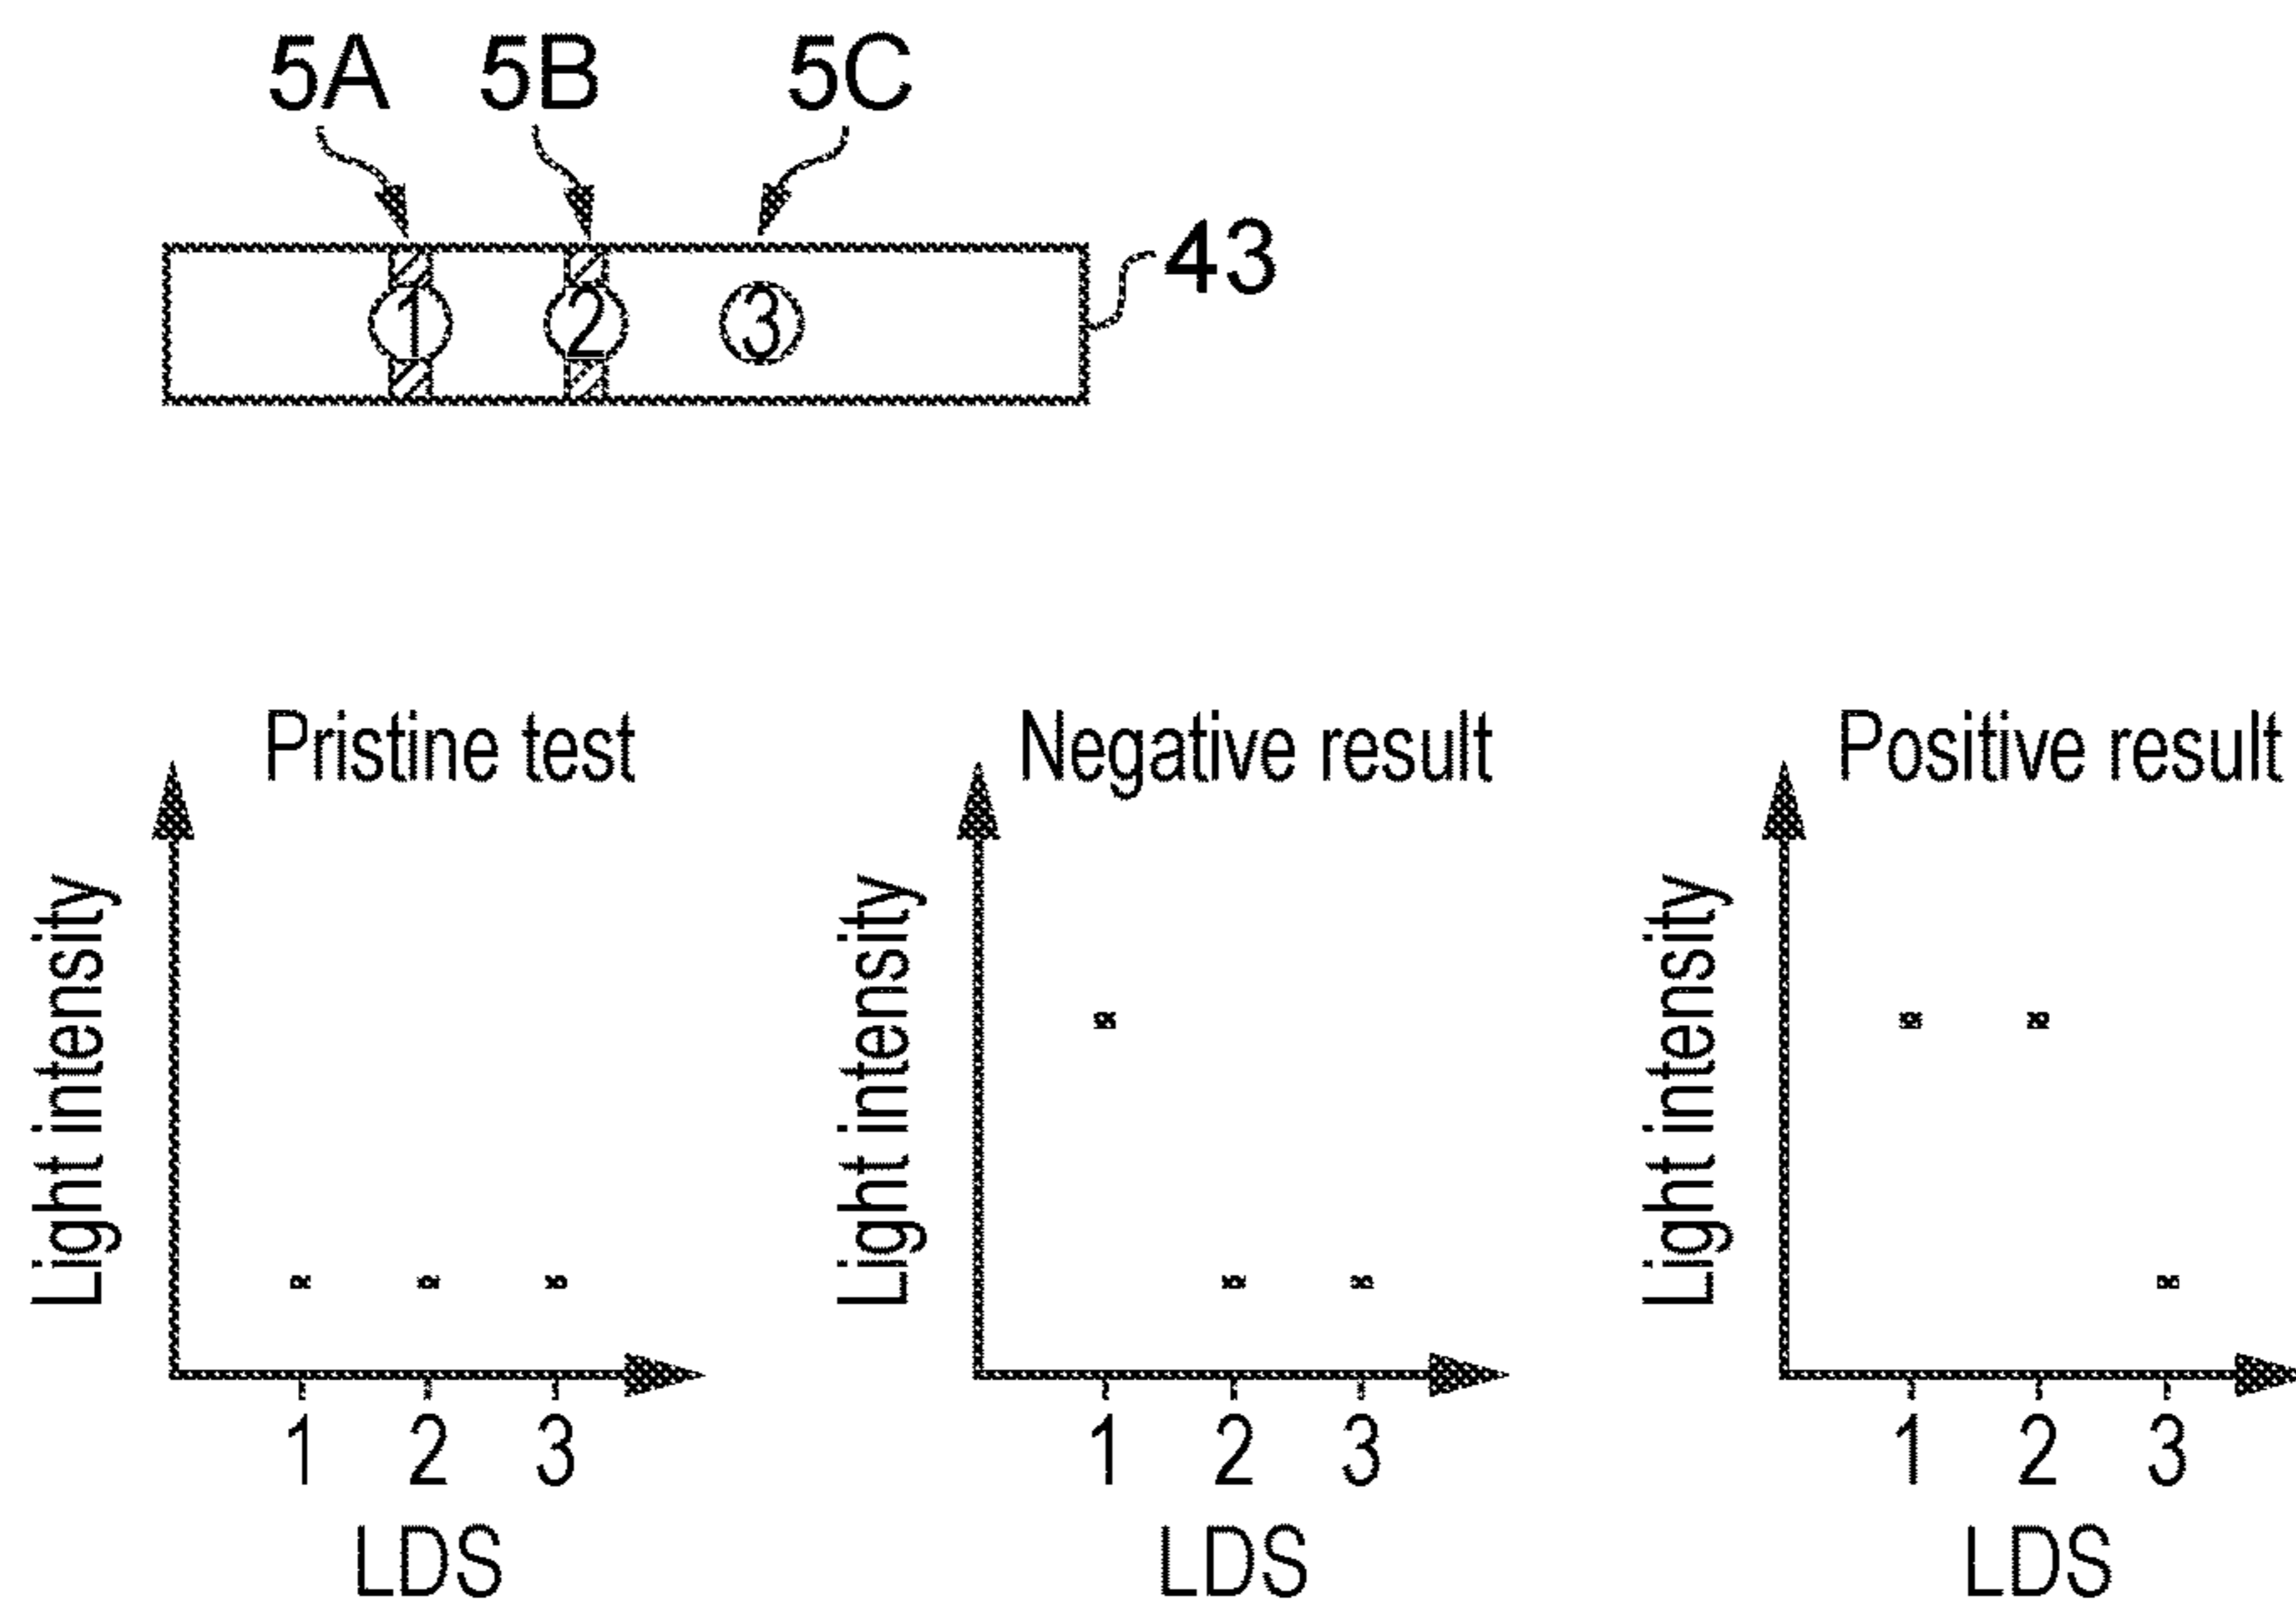 5A 5B 5C
43
1 2 3
Pristine test
Light intensity
1 2 3
LDS
Negative result
Light intensity
1 2 3
LDS
Positive result
Light intensity
1 2 3
LDS